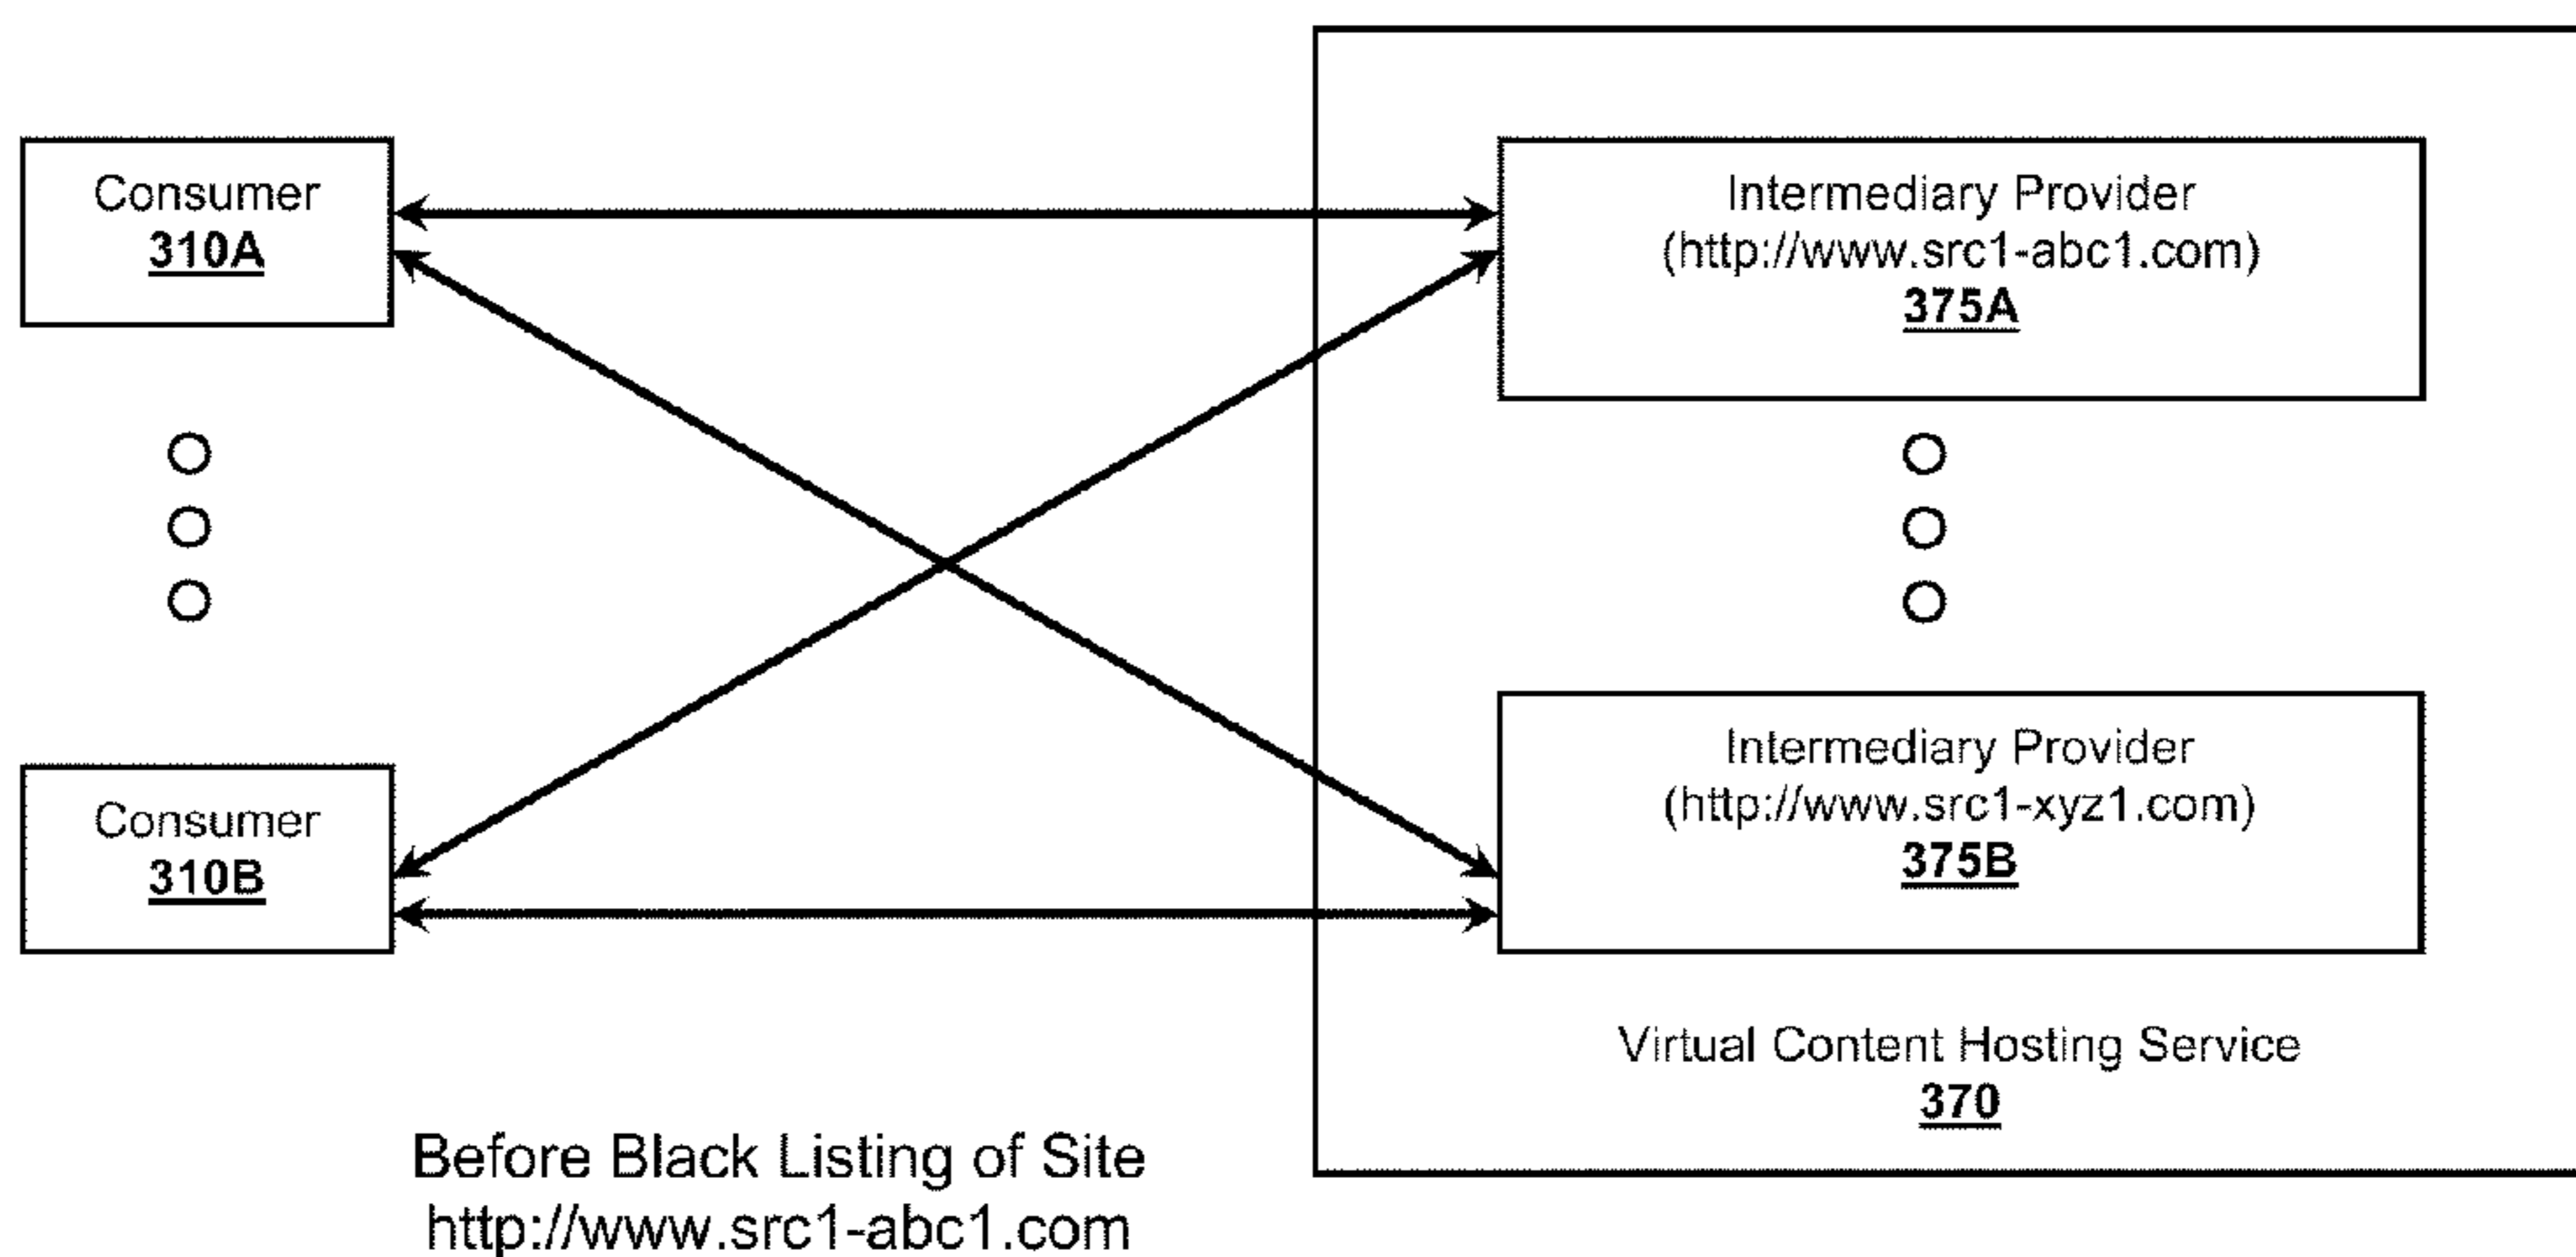 Consumer
310A
Intermediary Provider
(http://www.src1-abc1.com)
375A
Consumer
310B
Intermediary Provider
(http://www.src1-xyz1.com)
375B
Virtual Content Hosting Service
370
Before Black Listing of Site
http://www.src1-abc1.com